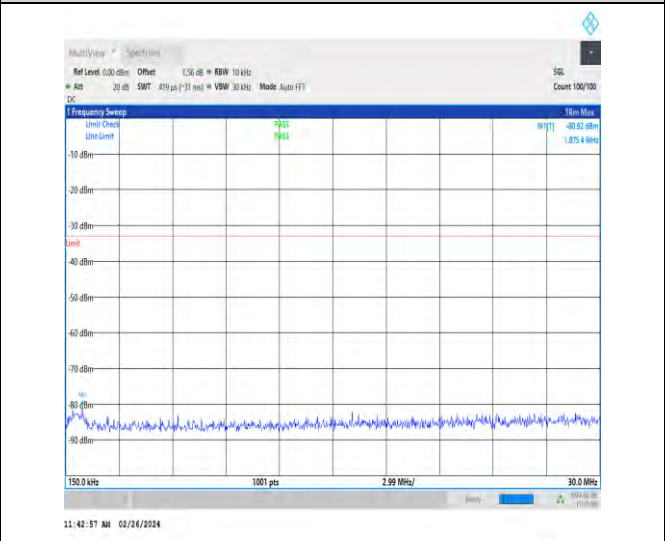 MultiView Spectrum
Ref Level 0.00 dBm Offset 1.56 dB RBW 10 kHz SGL
Att 20 dB SWT 419 µs (~31 ms) VBW 30 kHz Mode Auto FFT Count 100/100
DC
1 Frequency Sweep 1Rm Max
Limit Check PASS M1[1] -80.92 dBm
Line Limit PASS 1.075 4 MHz
-10 dBm
-20 dBm
-30 dBm
Limit
-40 dBm
-50 dBm
-60 dBm
-70 dBm
M1
-80 dBm
-90 dBm
150.0 kHz 1001 pts 2.99 MHz/ 30.0 MHz
Ready
11:42:57 AM 02/26/2024